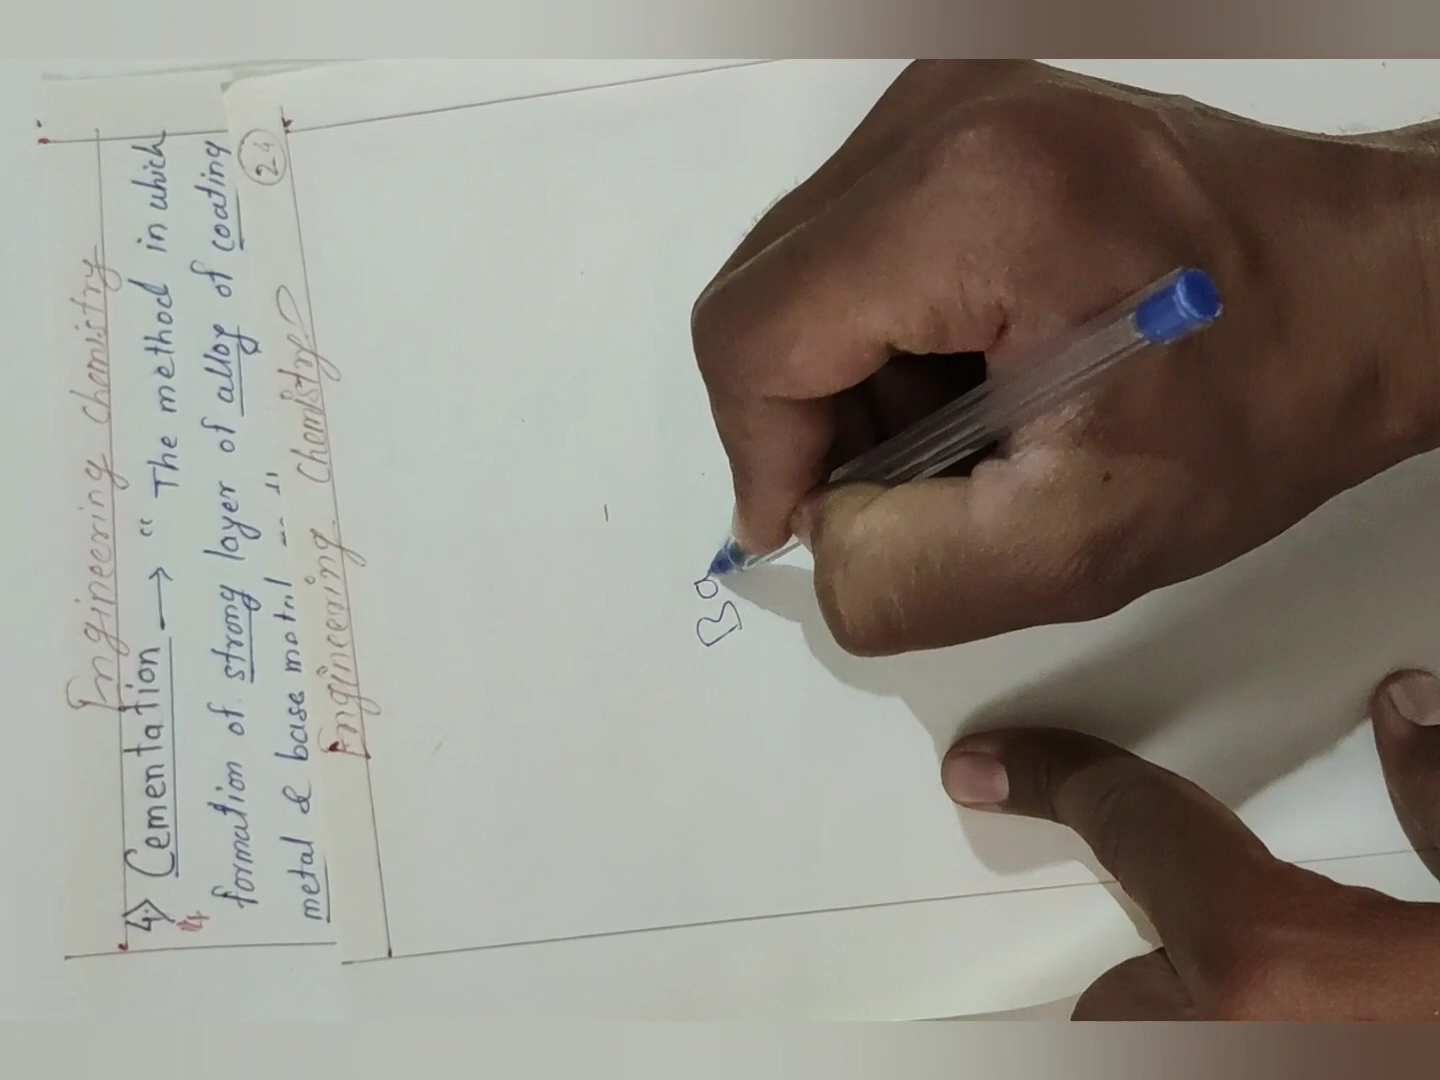 Engineering Chemistry
4> Cementation → " The method in which
formation of strong layer of alloy of coating
metal & base metal --- "
24
Engineering Chemistry
Ba